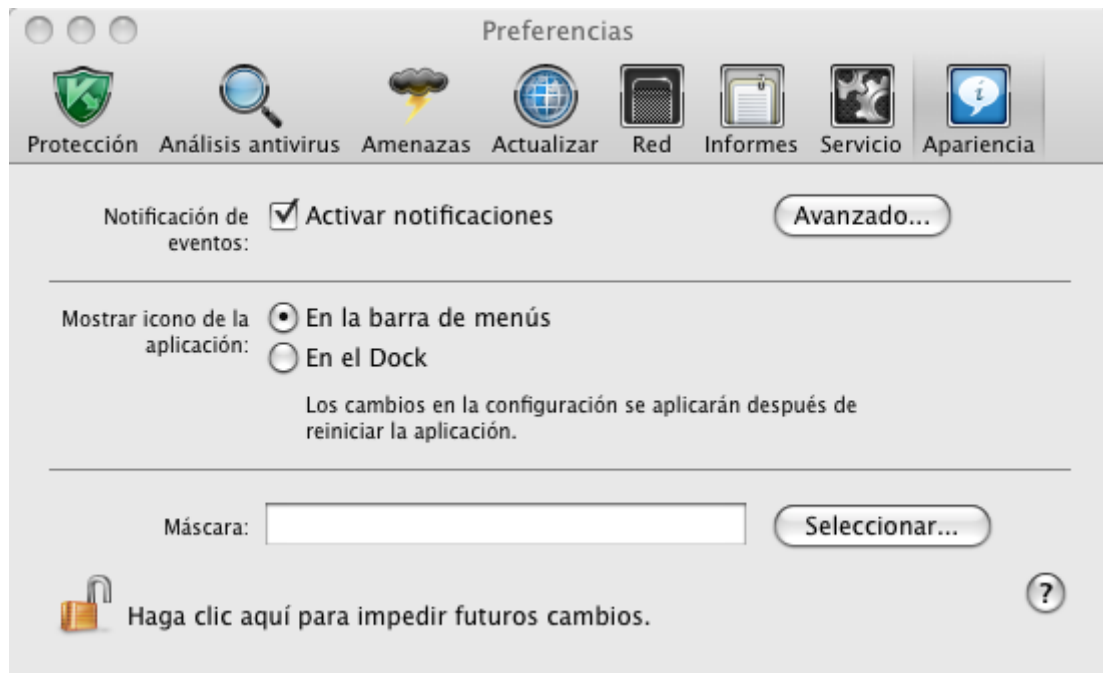 Preferencias
Protección Análisis antivirus Amenazas Actualizar Red Informes Servicio Apariencia
Notificación de eventos: Activar notificaciones Avanzado...
Mostrar icono de la aplicación: En la barra de menús
En el Dock
Los cambios en la configuración se aplicarán después de
reiniciar la aplicación.
Máscara: Seleccionar...
Haga clic aquí para impedir futuros cambios. ?